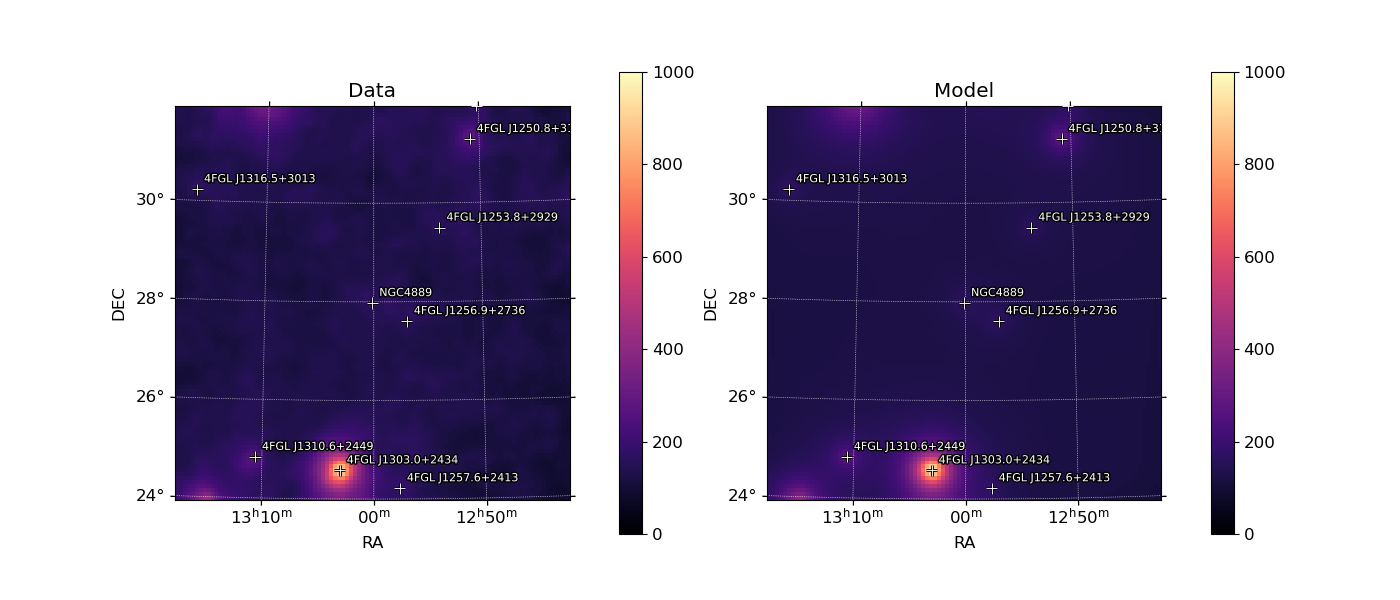 Data
Model
1000
800
600
400
200
0
1000
800
600
400
200
0
4FGL J1250.8+31
4FGL J1316.5+3013
4FGL J1253.8+2929
NGC4889
4FGL J1256.9+2736
4FGL J1310.6+2449
4FGL J1303.0+2434
4FGL J1257.6+2413
30°
28°
26°
24°
DEC
13h10m 00m 12h50m
RA
4FGL J1250.8+31
4FGL J1316.5+3013
4FGL J1253.8+2929
NGC4889
4FGL J1256.9+2736
4FGL J1310.6+2449
4FGL J1303.0+2434
4FGL J1257.6+2413
30°
28°
26°
24°
DEC
13h10m 00m 12h50m
RA